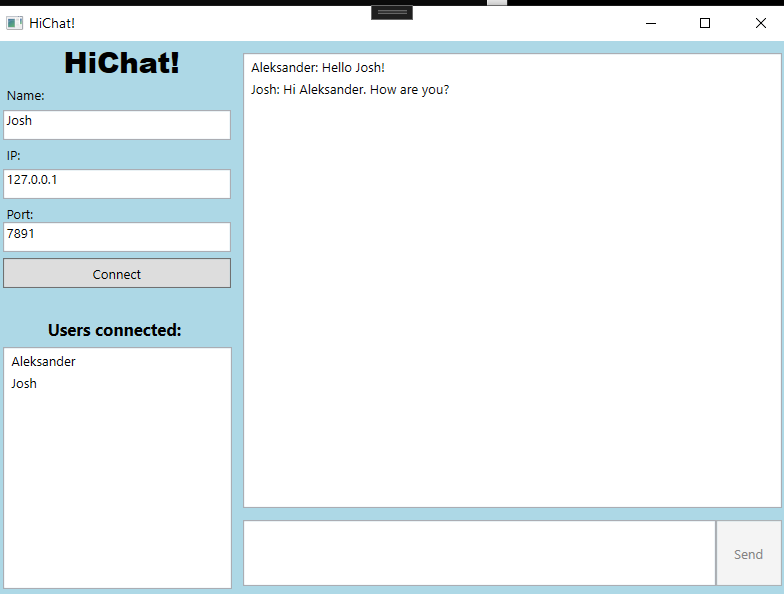 HiChat!
HiChat!
Name:
Josh
IP:
127.0.0.1
Port:
7891
Connect
Users connected:
Aleksander
Josh
Aleksander: Hello Josh!
Josh: Hi Aleksander. How are you?
Send